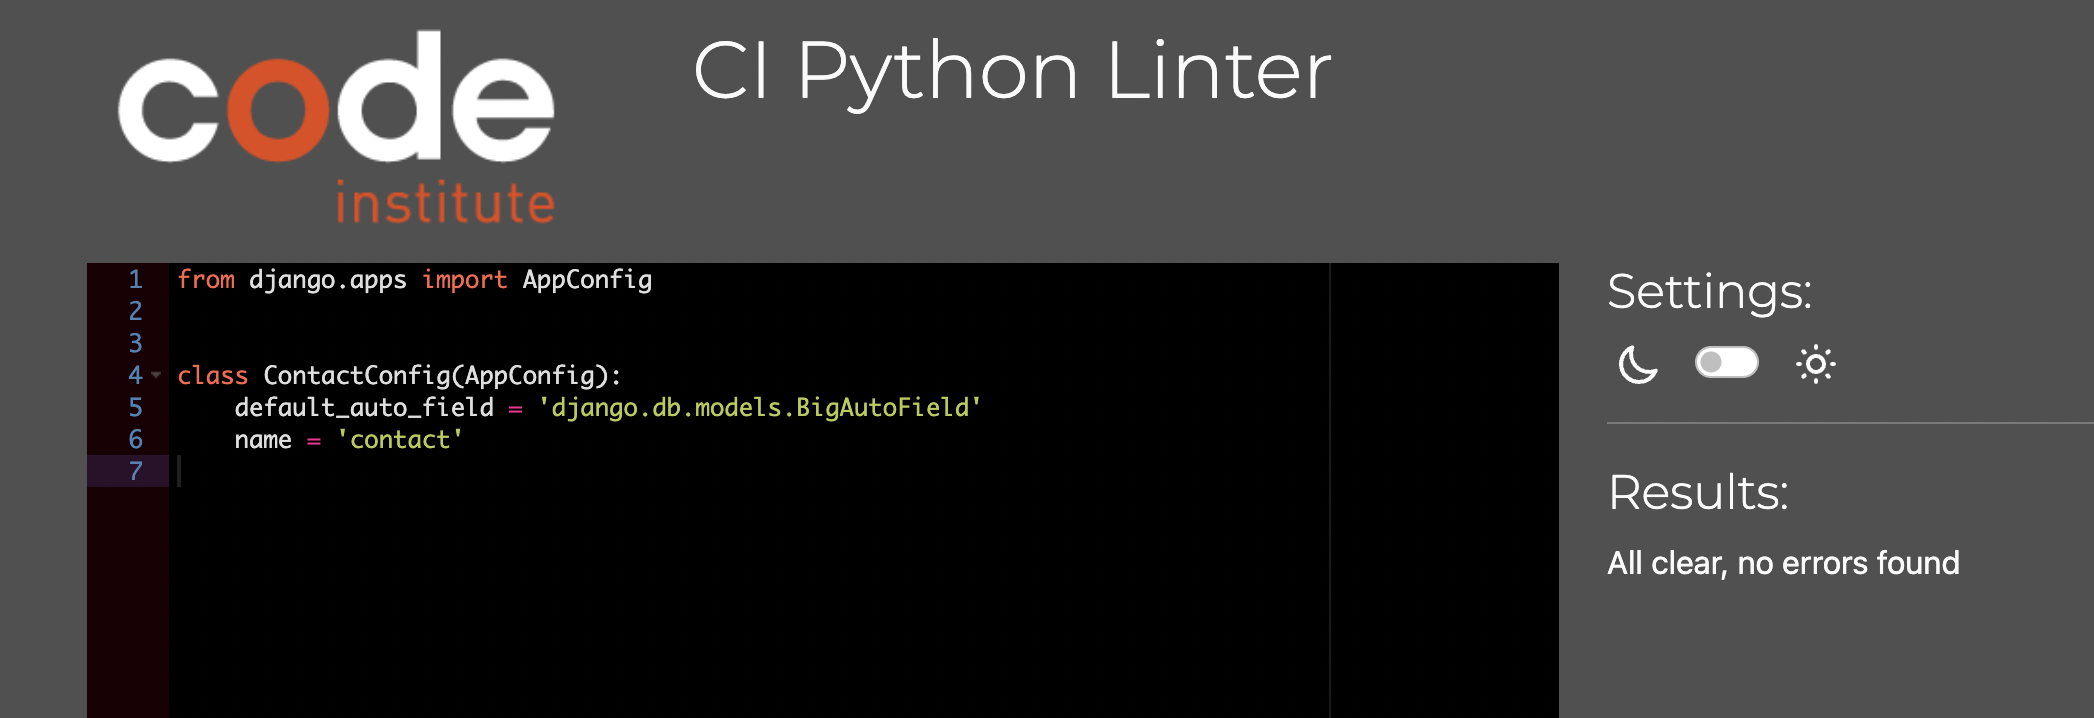 code
institute
CI Python Linter
1 from django.apps import AppConfig
2
3
4 class ContactConfig(AppConfig):
5     default_auto_field = 'django.db.models.BigAutoField'
6     name = 'contact'
7
Settings:
Results:
All clear, no errors found